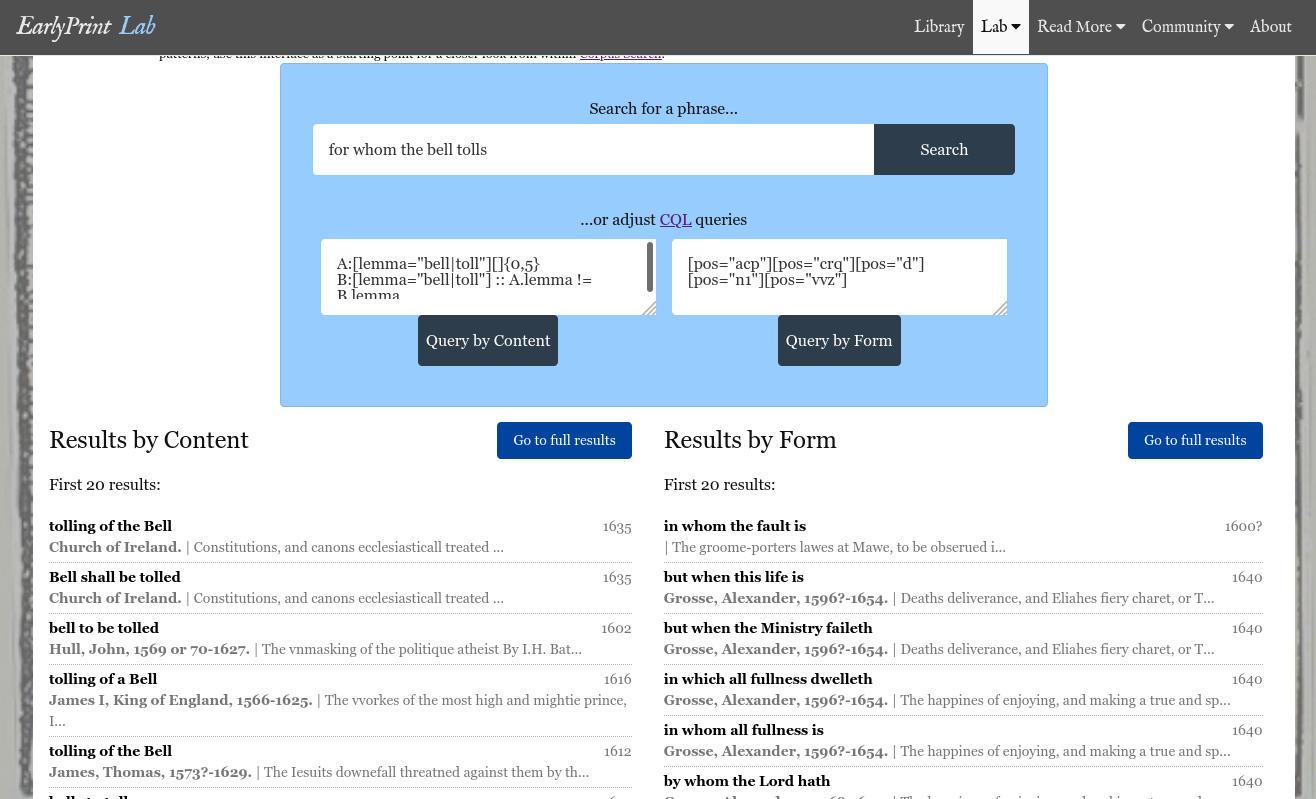 EarlyPrint Lab
Library Lab Read More Community About
patterns, use this interface as a starting point for a closer look from within Corpus Search.
Search for a phrase...
for whom the bell tolls
Search
...or adjust CQL queries
A:[lemma="bell|toll"][]{0,5}
B:[lemma="bell|toll"] :: A.lemma !=
B.lemma
[pos="acp"][pos="crq"][pos="d"]
[pos="n1"][pos="vvz"]
Query by Content
Query by Form
Results by Content
Go to full results
First 20 results:
tolling of the Bell 1635
Church of Ireland. | Constitutions, and canons ecclesiasticall treated ...
Bell shall be tolled 1635
Church of Ireland. | Constitutions, and canons ecclesiasticall treated ...
bell to be tolled 1602
Hull, John, 1569 or 70-1627. | The vnmasking of the politique atheist By I.H. Bat...
tolling of a Bell 1616
James I, King of England, 1566-1625. | The vvorkes of the most high and mightie prince,
I...
tolling of the Bell 1612
James, Thomas, 1573?-1629. | The Iesuits downefall threatned against them by th...
Results by Form
Go to full results
First 20 results:
in whom the fault is 1600?
| The groome-porters lawes at Mawe, to be obserued i...
but when this life is 1640
Grosse, Alexander, 1596?-1654. | Deaths deliverance, and Eliahes fiery charet, or T...
but when the Ministry faileth 1640
Grosse, Alexander, 1596?-1654. | Deaths deliverance, and Eliahes fiery charet, or T...
in which all fullness dwelleth 1640
Grosse, Alexander, 1596?-1654. | The happines of enjoying, and making a true and sp...
in whom all fullness is 1640
Grosse, Alexander, 1596?-1654. | The happines of enjoying, and making a true and sp...
by whom the Lord hath 1640